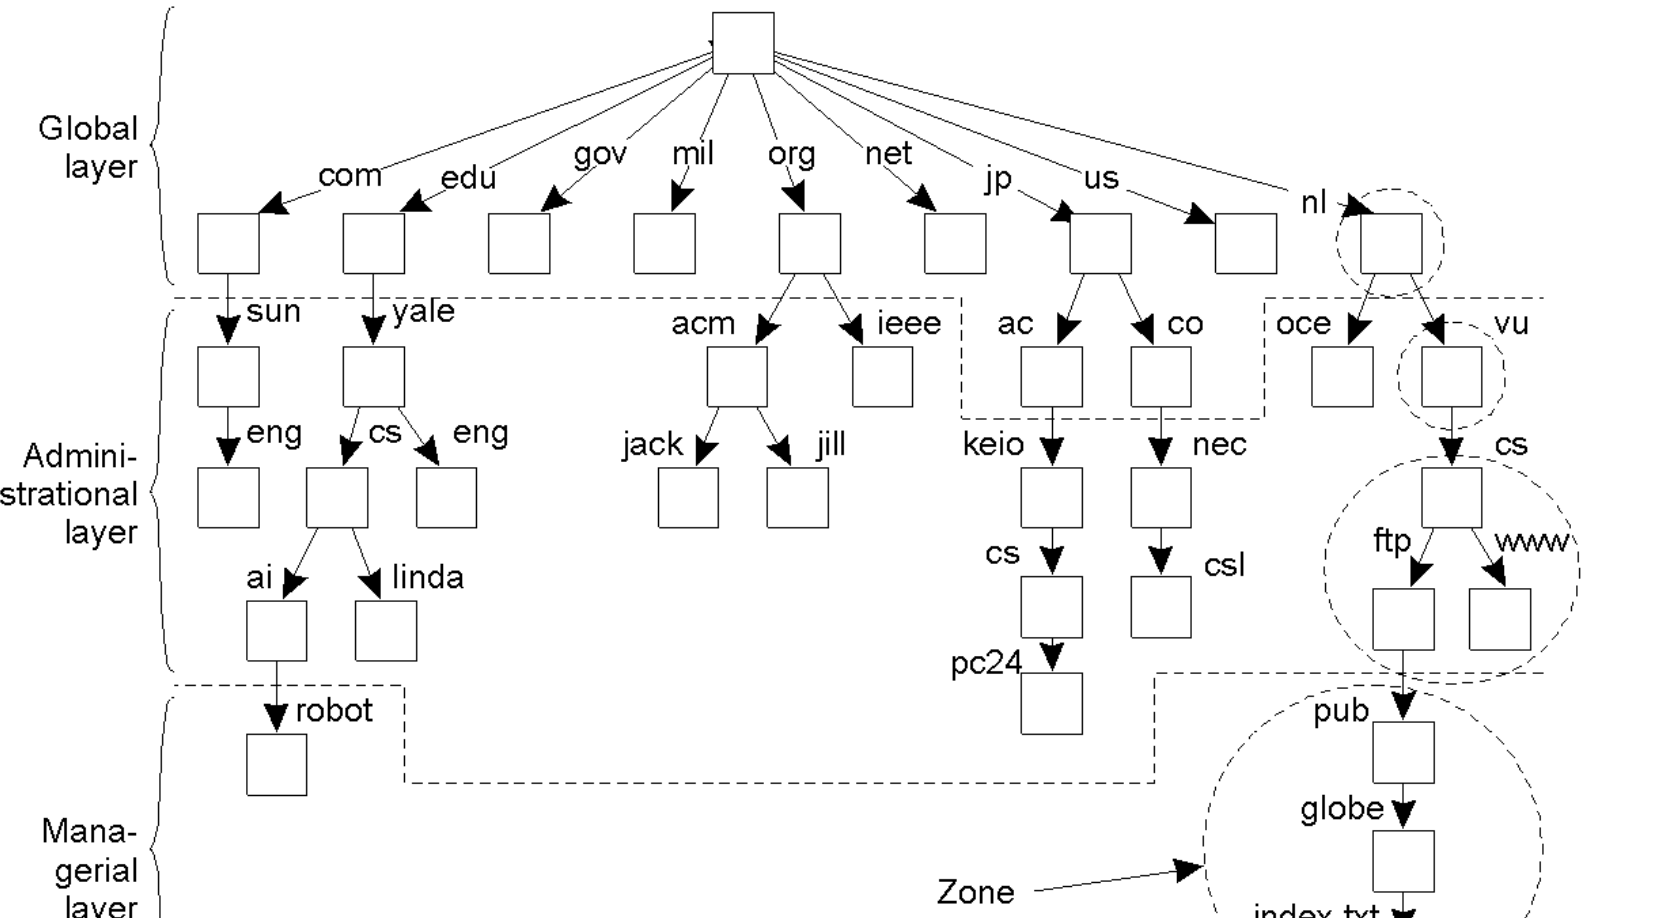 Global
layer
com
edu
gov
mil
org
net
jp
us
nl
sun
yale
acm
ieee
ac
co
oce
vu
eng
cs
eng
jack
jill
keio
nec
cs
Admini-
strational
layer
ai
linda
cs
csl
ftp
www
pc24
robot
pub
globe
Mana-
gerial
layer
Zone
index.txt